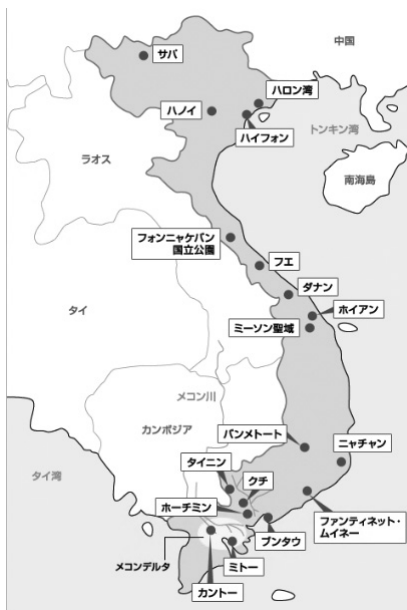 中国
サパ
ハロン湾
ハノイ
ハイフォン
トンキン湾
ラオス
南海島
フォンニャケバン
国立公園
フエ
ダナン
タイ
ホイアン
ミーソン聖域
メコン川
カンボジア
バンメトート
ニャチャン
タイニン
タイ湾
クチ
ホーチミン
ファンティネット・
ムイネー
ブンタウ
メコンデルタ
ミトー
カントー